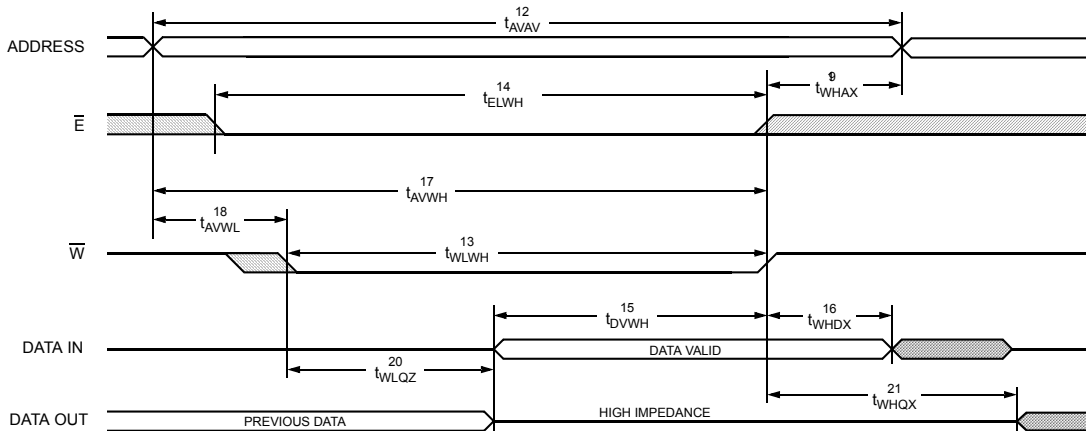 12
tAVAV
ADDRESS
14
tELWH
tWHAX
E
17
tAVWH
18
tAVWL
13
tWLWH
W
15
tDVWH
16
tWHDX
DATA IN
DATA VALID
20
tWLQZ
21
tWHQX
DATA OUT
PREVIOUS DATA
HIGH IMPEDANCE